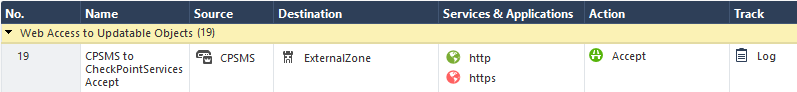 No. Name Source Destination Services & Applications Action Track
Web Access to Updatable Objects (19)
19 CPSMS to CPSMS ExternalZone http Accept Log
CheckPointServices https
Accept